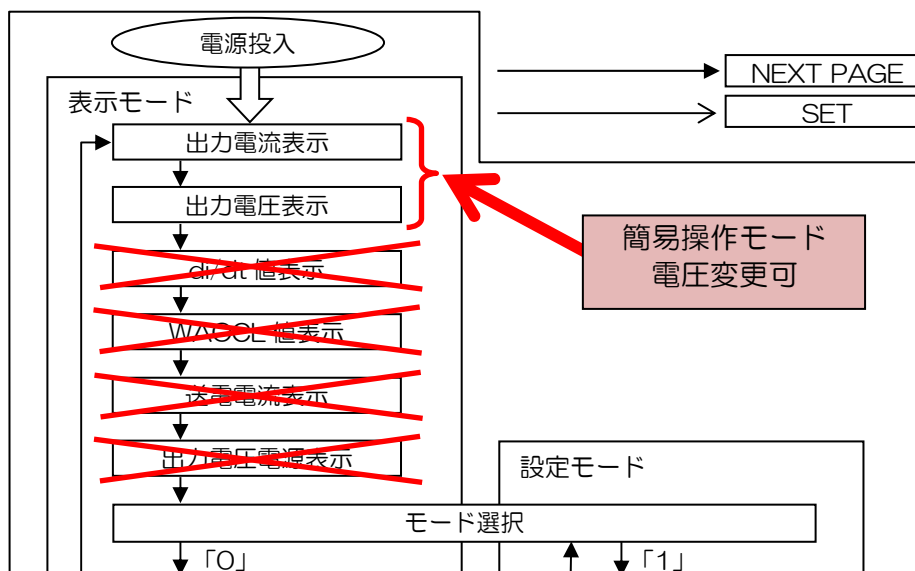 電源投入
NEXT PAGE
SET
表示モード
出力電流表示
出力電圧表示
簡易操作モード
電圧変更可
di/dt 値表示
WACCL 値表示
送電電流表示
出力電圧電源表示
設定モード
モード選択
「0」
「1」